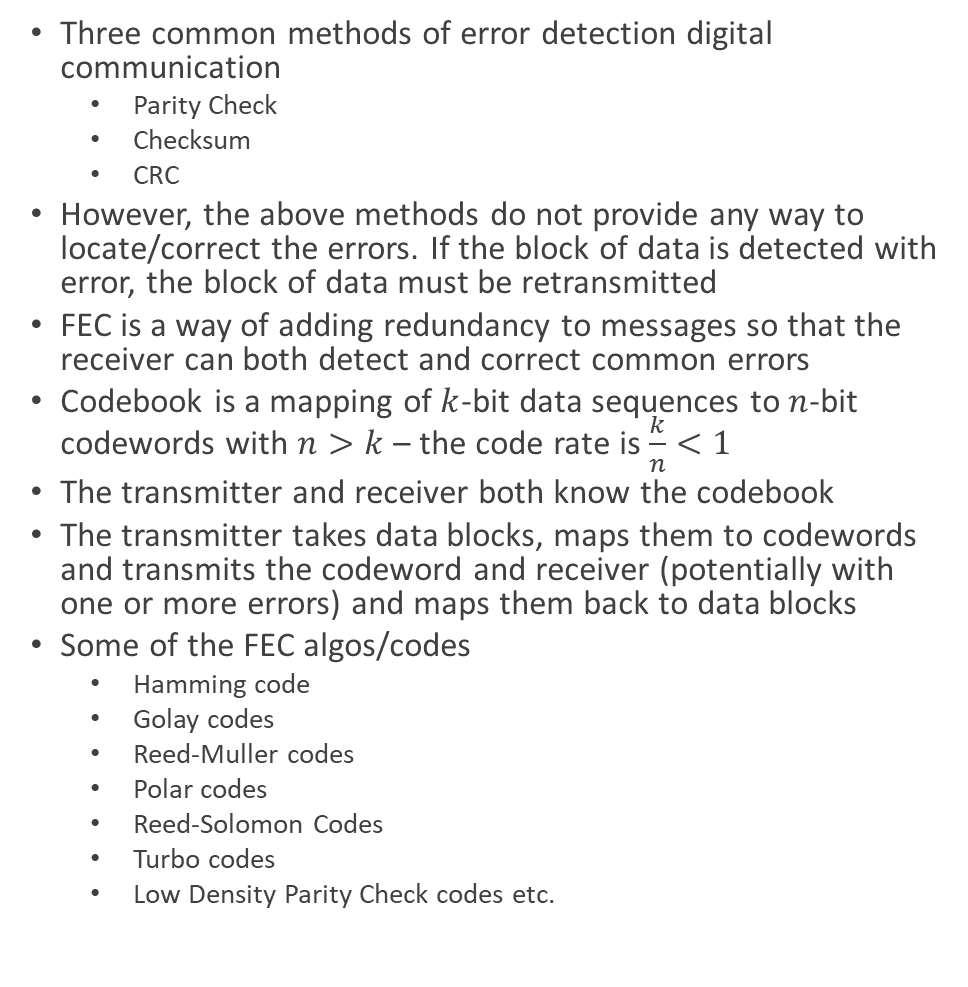 • Three common methods of error detection digital
communication
• Parity Check
• Checksum
• CRC
• However, the above methods do not provide any way to
locate/correct the errors. If the block of data is detected with
error, the block of data must be retransmitted
• FEC is a way of adding redundancy to messages so that the
receiver can both detect and correct common errors
• Codebook is a mapping of k-bit data sequences to n-bit
codewords with n > k – the code rate is k/n < 1
• The transmitter and receiver both know the codebook
• The transmitter takes data blocks, maps them to codewords
and transmits the codeword and receiver (potentially with
one or more errors) and maps them back to data blocks
• Some of the FEC algos/codes
• Hamming code
• Golay codes
• Reed-Muller codes
• Polar codes
• Reed-Solomon Codes
• Turbo codes
• Low Density Parity Check codes etc.